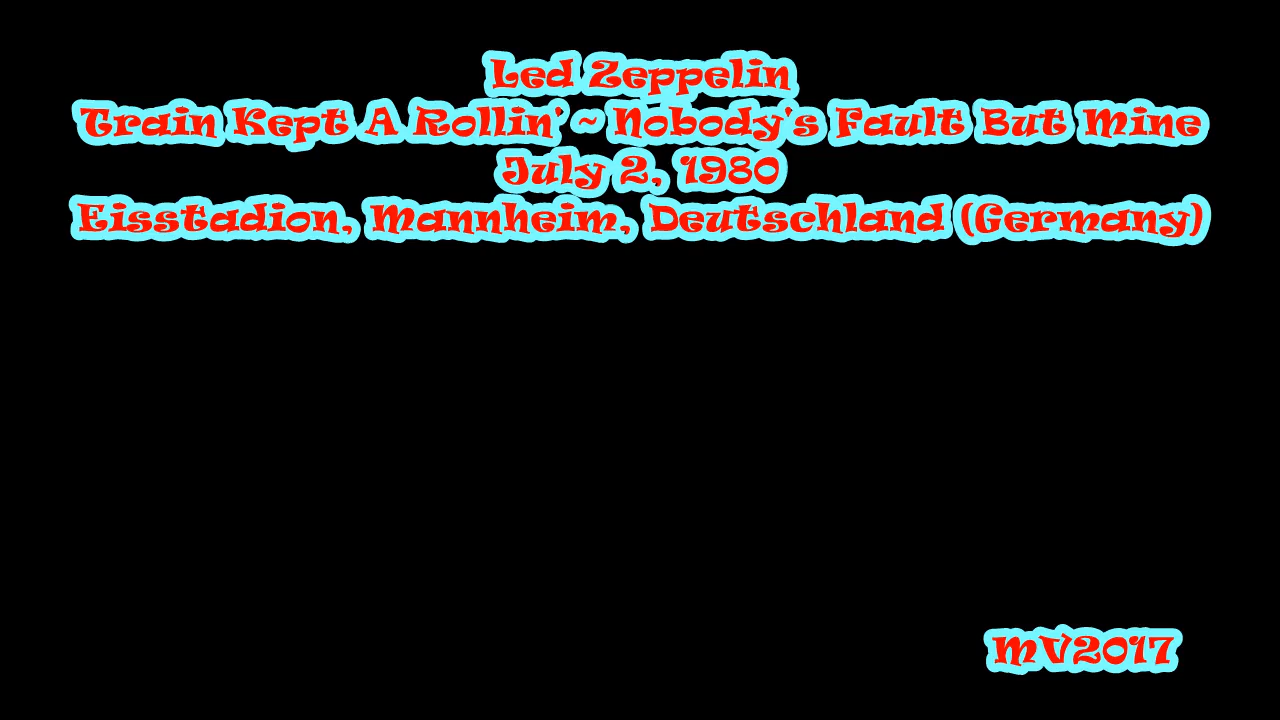 Led Zeppelin
Train Kept A Rollin' ~ Nobody's Fault But Mine
July 2, 1980
Eisstadion, Mannheim, Deutschland (Germany)
MV2017